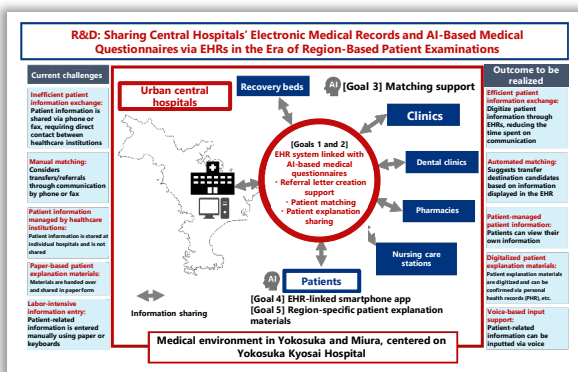 R&D: Sharing Central Hospitals' Electronic Medical Records and AI-Based Medical
Questionnaires via EHRs in the Era of Region-Based Patient Examinations
Current challenges
Inefficient patient
information exchange:
Patient information is
shared via phone or
fax, requiring direct
contact between
healthcare institutions
Manual matching:
Considers
transfers/referrals
through communication
by phone or fax
Patient information
managed by healthcare
institutions:
Patient information is stored at
individual hospitals and is not
shared
Paper-based patient
explanation materials:
Materials are handed over
and shared in paper form
Labor-intensive
information entry:
Patient-related
information is entered
manually using paper or
keyboards
Urban central
hospitals
Recovery beds
AI
[Goal 3] Matching support
Clinics
Dental clinics
Pharmacies
Nursing care
stations
[Goals 1 and 2]
EHR system linked with
AI-based medical
questionnaires
・Referral letter creation
support
・Patient matching
・Patient explanation
sharing
AI
Patients
[Goal 4] EHR-linked smartphone app
[Goal 5] Region-specific patient explanation
materials
Information sharing
Medical environment in Yokosuka and Miura, centered on
Yokosuka Kyosai Hospital
Outcome to be
realized
Efficient patient
information exchange:
Digitize patient
information through
EHRs, reducing the
time spent on
communication
Automated matching:
Suggests transfer
destination candidates
based on information
displayed in the EHR
Patient-managed
patient information:
Patients can view their
own information
Digitalized patient
explanation materials:
Patient explanation materials
are digitized and can be
confirmed via personal
health records (PHR), etc.
Voice-based input
support:
Patient-related
information can be
inputted via voice